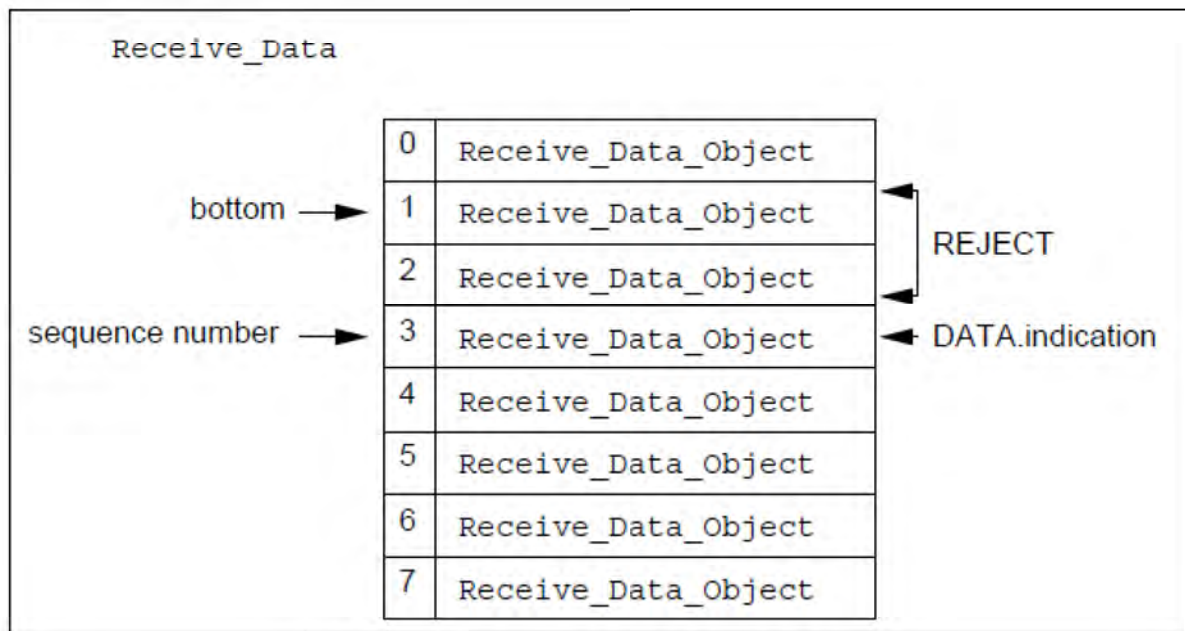 Receive_Data
0 Receive_Data_Object
bottom 1 Receive_Data_Object
REJECT
2 Receive_Data_Object
sequence number 3 Receive_Data_Object DATA.indication
4 Receive_Data_Object
5 Receive_Data_Object
6 Receive_Data_Object
7 Receive_Data_Object